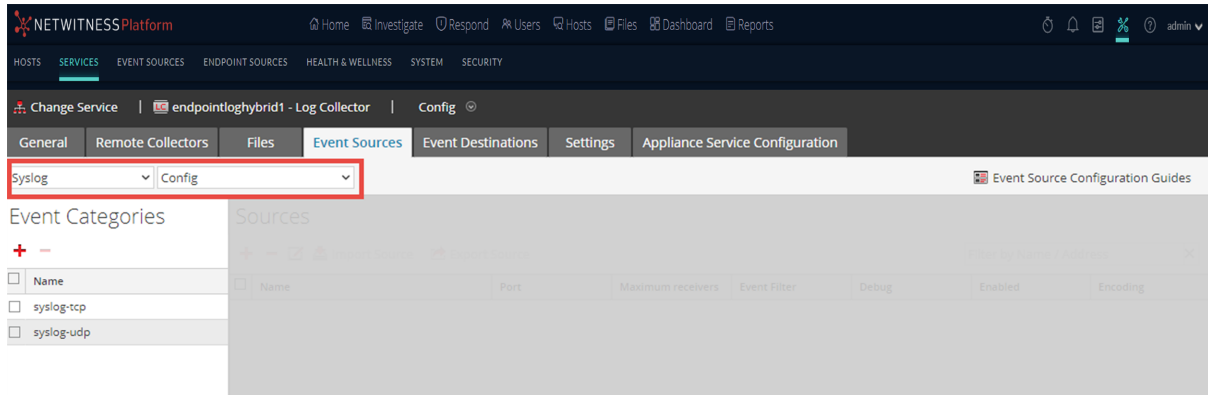 NETWITNESS Platform Home Investigate Respond Users Hosts Files Dashboard Reports admin
HOSTS SERVICES EVENT SOURCES ENDPOINT SOURCES HEALTH & WELLNESS SYSTEM SECURITY
Change Service | LC endpointloghybrid1 - Log Collector | Config
General Remote Collectors Files Event Sources Event Destinations Settings Appliance Service Configuration
Syslog Config Event Source Configuration Guides
Event Categories Sources
Name Name Port Maximum receivers Event Filter Debug Enabled Encoding
syslog-tcp
syslog-udp